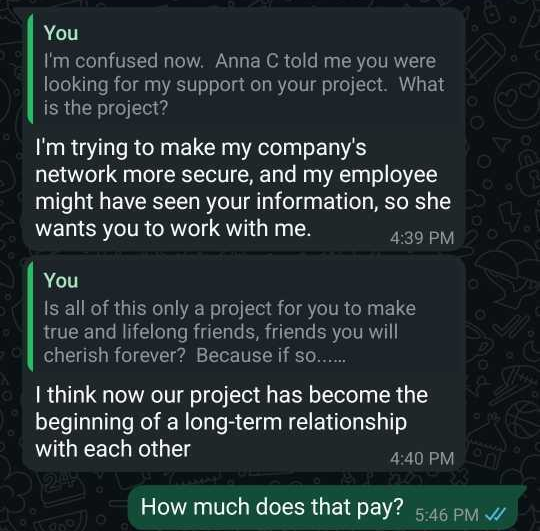 You
I'm confused now.  Anna C told me you were
looking for my support on your project.  What
is the project?
I'm trying to make my company's
network more secure, and my employee
might have seen your information, so she
wants you to work with me.
4:39 PM
You
Is all of this only a project for you to make
true and lifelong friends, friends you will
cherish forever?  Because if so......
I think now our project has become the
beginning of a long-term relationship
with each other
4:40 PM
How much does that pay? 5:46 PM